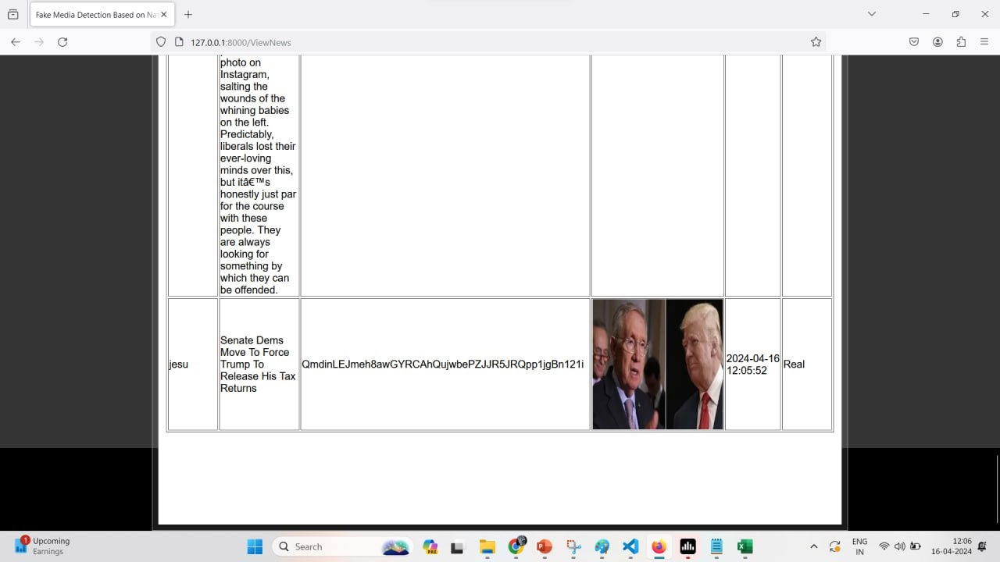 Fake Media Detection Based on Nat
127.0.0.1:8000/ViewNews
photo on
Instagram,
salting the
wounds of the
whining babies
on the left.
Predictably,
liberals lost their
ever-loving
minds over this,
but itâ€™s
honestly just par
for the course
with these
people. They
are always
looking for
something by
which they can
be offended.
jesu
Senate Dems
Move To Force
Trump To
Release His Tax
Returns
QmdinLEJmeh8awGYRCAhQujwbePZJJR5JRQpp1jgBn121i
2024-04-16
12:05:52
Real
1
Upcoming
Earnings
Search
PRE
ENG
IN
12:06
16-04-2024